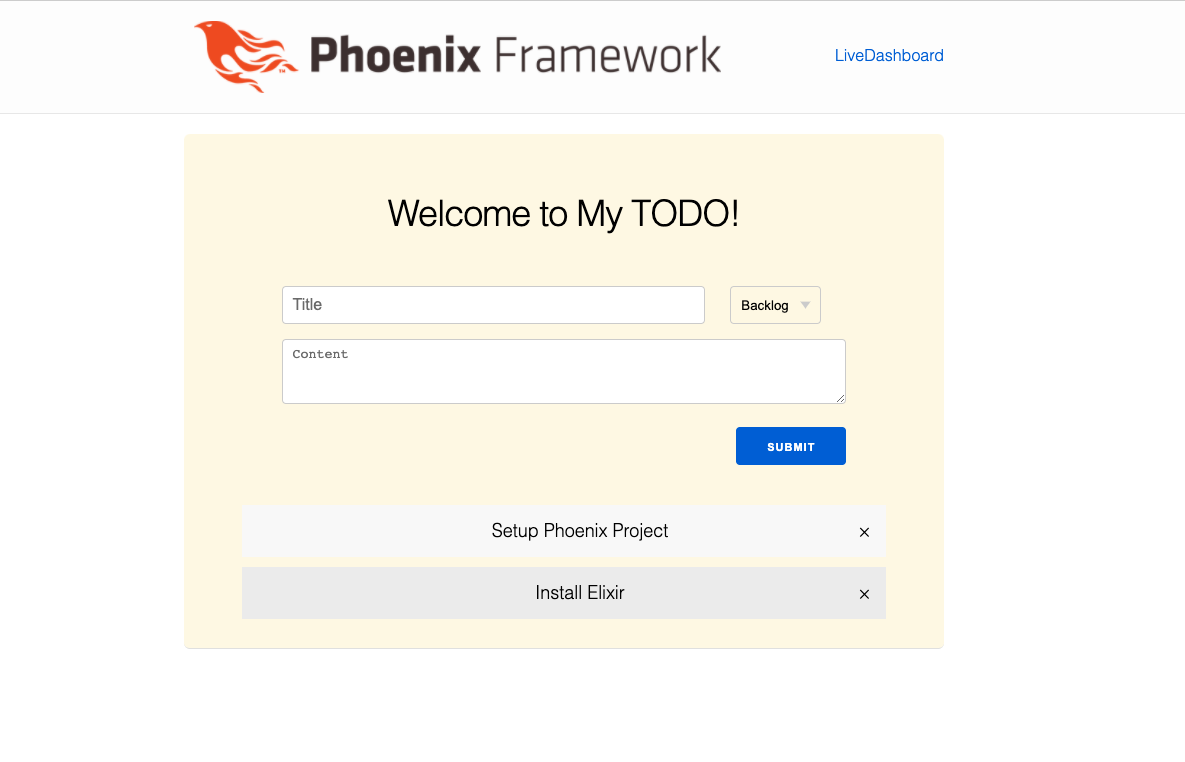 Phoenix Framework
LiveDashboard
Welcome to My TODO!
Title
Backlog
Content
SUBMIT
Setup Phoenix Project ×
Install Elixir ×